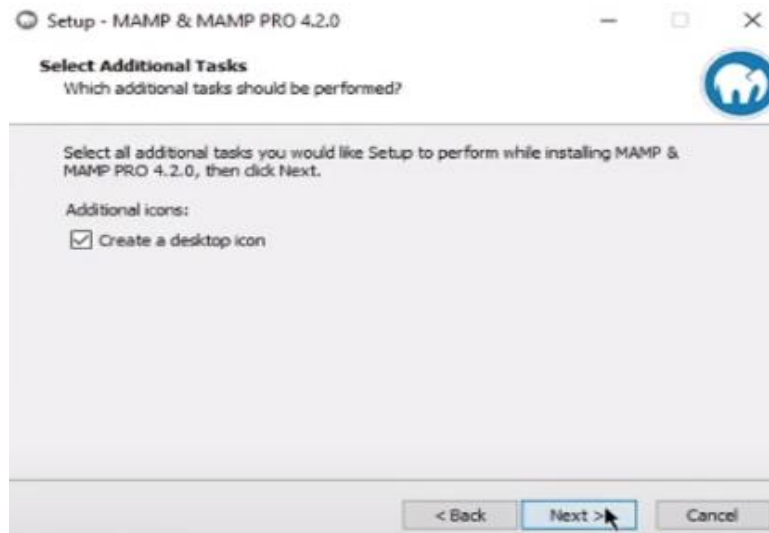 Setup - MAMP & MAMP PRO 4.2.0
Select Additional Tasks
Which additional tasks should be performed?
Select all additional tasks you would like Setup to perform while installing MAMP &
MAMP PRO 4.2.0, then click Next.
Additional icons:
Create a desktop icon
< Back Next > Cancel